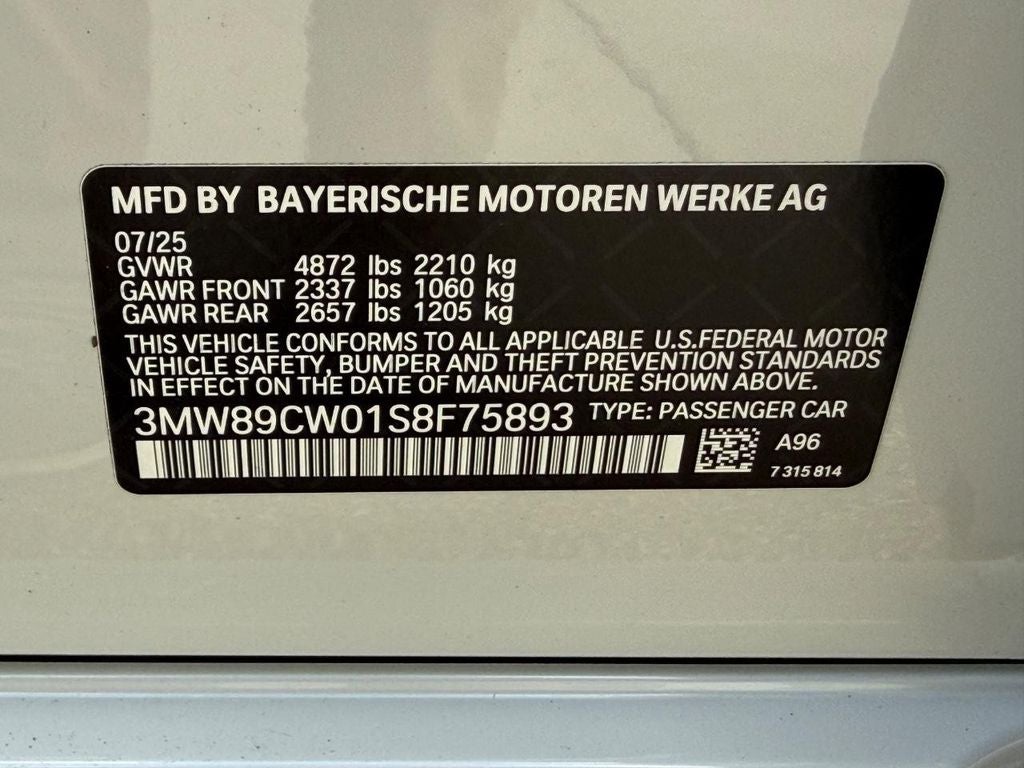 MFD BY BAYERISCHE MOTOREN WERKE AG
07/25
GVWR 4872 lbs 2210 kg
GAWR FRONT 2337 lbs 1060 kg
GAWR REAR 2657 lbs 1205 kg
THIS VEHICLE CONFORMS TO ALL APPLICABLE U.S.FEDERAL MOTOR
VEHICLE SAFETY, BUMPER AND THEFT PREVENTION STANDARDS
IN EFFECT ON THE DATE OF MANUFACTURE SHOWN ABOVE.
3MW89CW01S8F75893 TYPE: PASSENGER CAR
A96
7 315 814